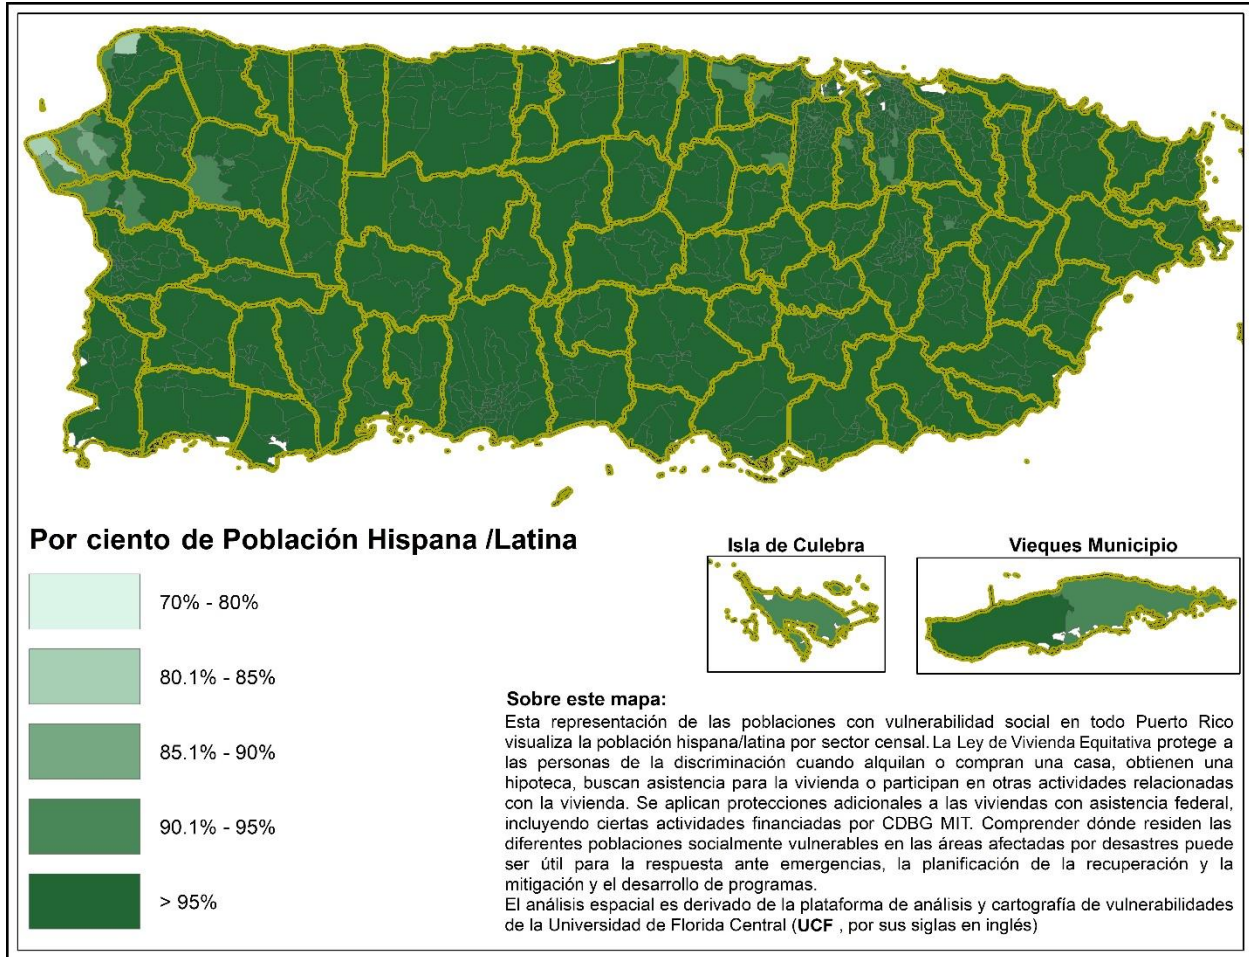 Por ciento de Población Hispana /Latina
70% - 80%
80.1% - 85%
85.1% - 90%
90.1% - 95%
> 95%
Isla de Culebra
Vieques Municipio
Sobre este mapa:
Esta representación de las poblaciones con vulnerabilidad social en todo Puerto Rico
visualiza la población hispana/latina por sector censal. La Ley de Vivienda Equitativa protege a
las personas de la discriminación cuando alquilan o compran una casa, obtienen una
hipoteca, buscan asistencia para la vivienda o participan en otras actividades relacionadas
con la vivienda. Se aplican protecciones adicionales a las viviendas con asistencia federal,
incluyendo ciertas actividades financiadas por CDBG MIT. Comprender dónde residen las
diferentes poblaciones socialmente vulnerables en las áreas afectadas por desastres puede
ser útil para la respuesta ante emergencias, la planificación de la recuperación y la
mitigación y el desarrollo de programas.
El análisis espacial es derivado de la plataforma de análisis y cartografía de vulnerabilidades
de la Universidad de Florida Central (UCF , por sus siglas en inglés)